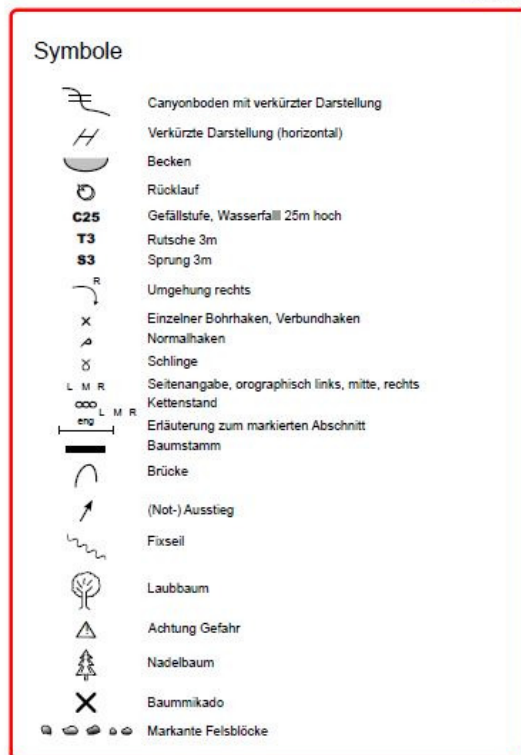 Symbole
Canyonboden mit verkürzter Darstellung
Verkürzte Darstellung (horizontal)
Becken
Rücklauf
C25 Gefällstufe, Wasserfalll 25m hoch
T3 Rutsche 3m
S3 Sprung 3m
R
Umgehung rechts
Einzelner Bohrhaken, Verbundhaken
Normalhaken
Schlinge
L M R Seitenangabe, orographisch links, mitte, rechts
Kettenstand
L M R
eng Erläuterung zum markierten Abschnitt
Baumstamm
Brücke
(Not-) Ausstieg
Fixseil
Laubbaum
Achtung Gefahr
Nadelbaum
Baummikado
Markante Felsblöcke